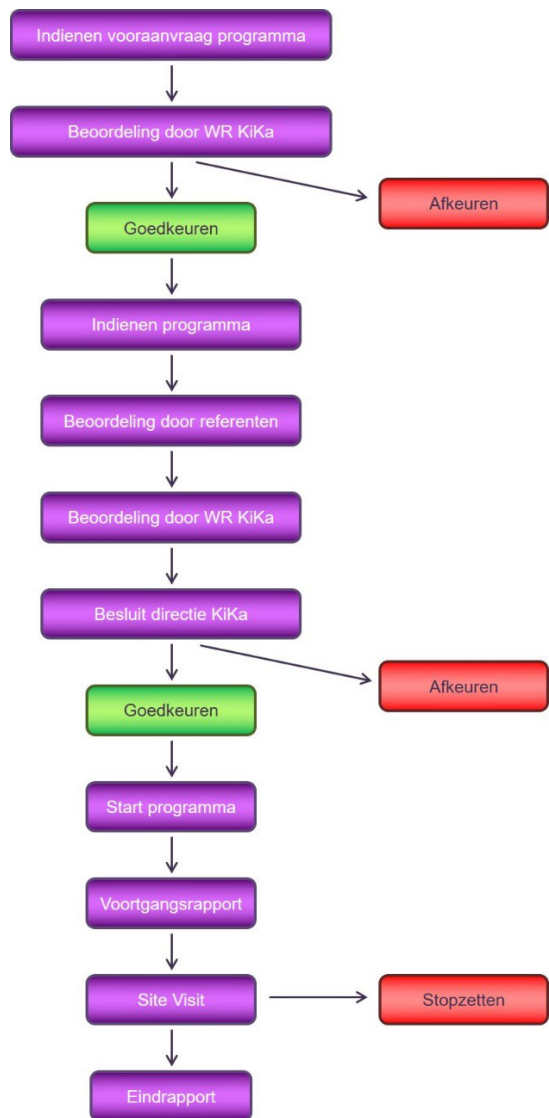 Indienen vooraanvraag programma
Beoordeling door WR KiKa
Afkeuren
Goedkeuren
Indienen programma
Beoordeling door referenten
Beoordeling door WR KiKa
Besluit directie KiKa
Afkeuren
Goedkeuren
Start programma
Voortgangsrapport
Site Visit
Stopzetten
Eindrapport